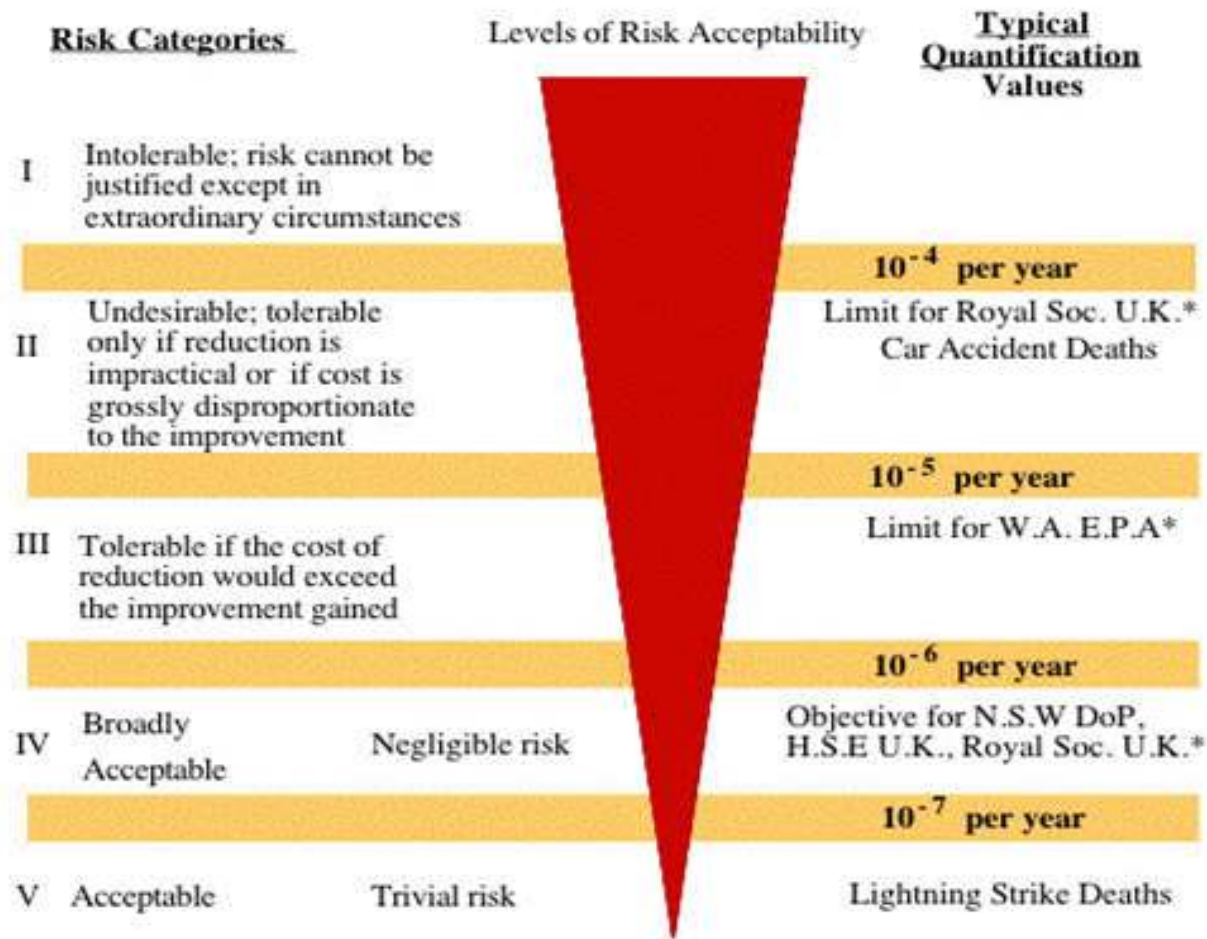 Risk Categories
Levels of Risk Acceptability
Typical
Quantification
Values
I
Intolerable; risk cannot be
justified except in
extraordinary circumstances
10⁻⁴ per year
II
Undesirable; tolerable
only if reduction is
impractical or if cost is
grossly disproportionate
to the improvement
Limit for Royal Soc. U.K.*
Car Accident Deaths
10⁻⁵ per year
III
Tolerable if the cost of
reduction would exceed
the improvement gained
Limit for W.A. E.P.A*
10⁻⁶ per year
IV
Broadly
Acceptable
Negligible risk
Objective for N.S.W DoP,
H.S.E U.K., Royal Soc. U.K.*
10⁻⁷ per year
V
Acceptable
Trivial risk
Lightning Strike Deaths